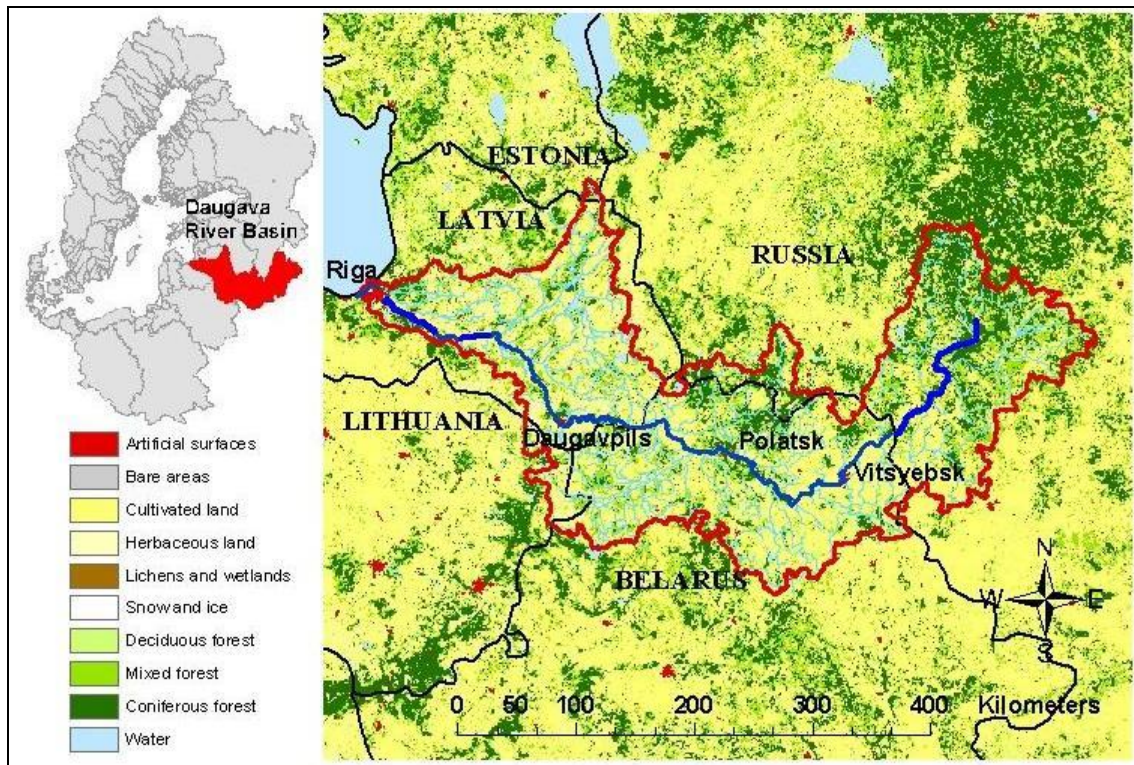 Daugava
River Basin
Artificial surfaces
Bare areas
Cultivated land
Herbaceous land
Lichens and wetlands
Snow and ice
Deciduous forest
Mixed forest
Coniferous forest
Water
ESTONIA
LATVIA
RUSSIA
Riga
LITHUANIA
Daugavpils
Polatsk
Vitsyebsk
BELARUS
N
W E
S
0 50 100 200 300 400 Kilometers